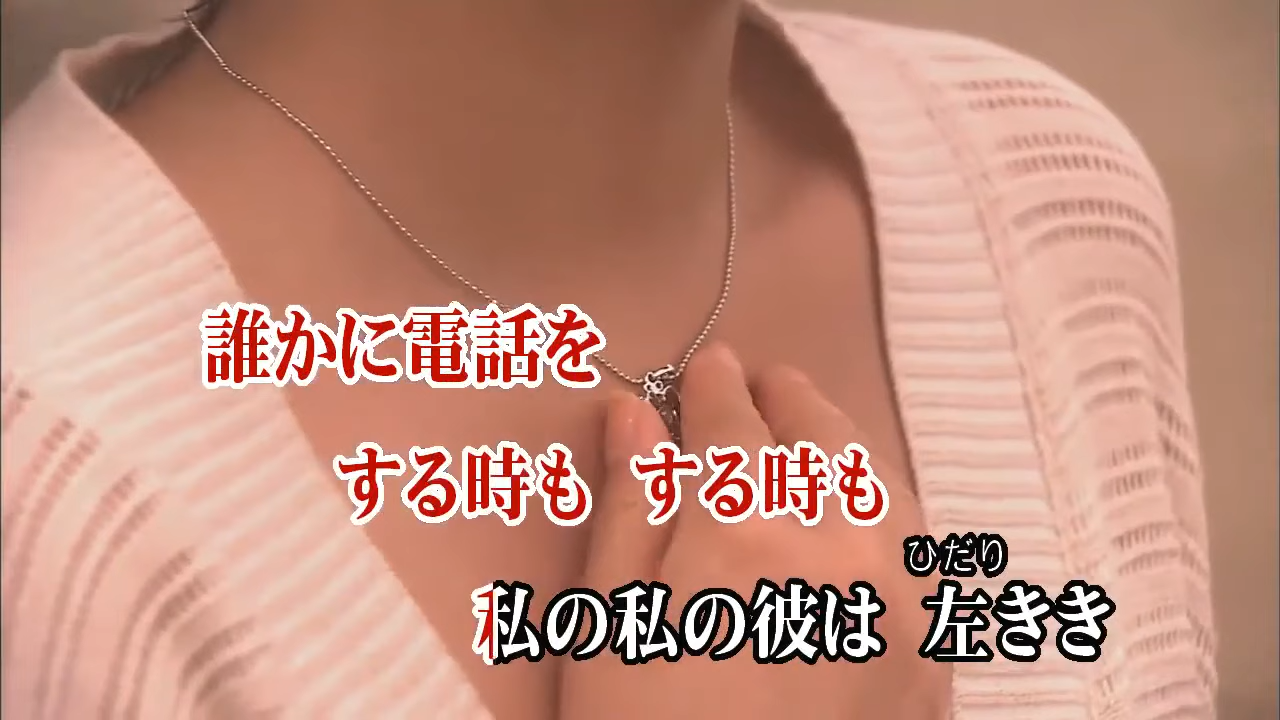 誰かに電話を
する時も する時も
ひだり
私の私の彼は 左きき